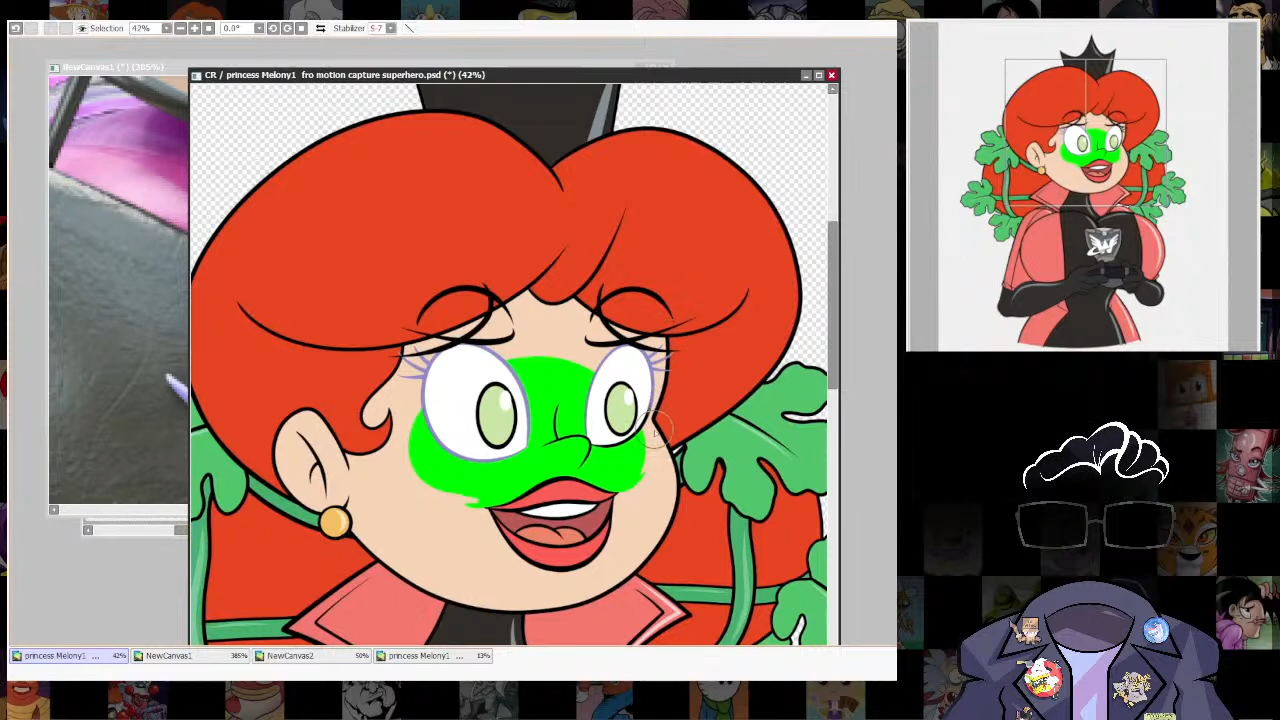 Selection 42% 0.0° Stabilizer S-7
NewCanvas1 (*) (385%)
CR / princess Melony1 fro motion capture superhero.psd (*) (42%)
princess Melony1 ... 42% NewCanvas1 385% NewCanvas2 50% princess Melony1 ... 13%